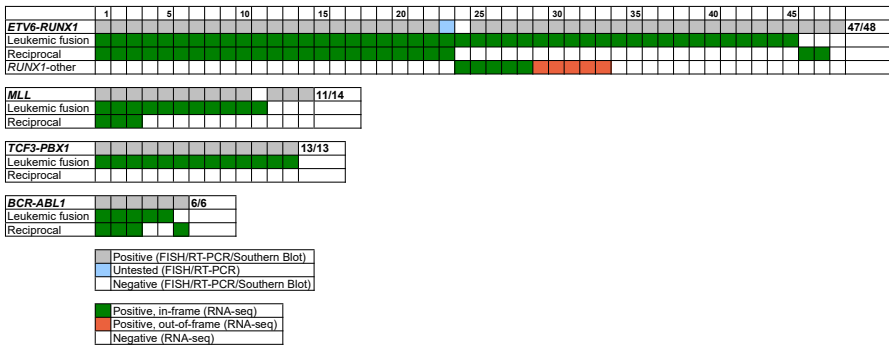 1 5 10 15 20 25 30 35 40 45
ETV6-RUNX1 47/48
Leukemic fusion
Reciprocal
RUNX1-other
MLL 11/14
Leukemic fusion
Reciprocal
TCF3-PBX1 13/13
Leukemic fusion
Reciprocal
BCR-ABL1 6/6
Leukemic fusion
Reciprocal
Positive (FISH/RT-PCR/Southern Blot)
Untested (FISH/RT-PCR)
Negative (FISH/RT-PCR/Southern Blot)
Positive, in-frame (RNA-seq)
Positive, out-of-frame (RNA-seq)
Negative (RNA-seq)